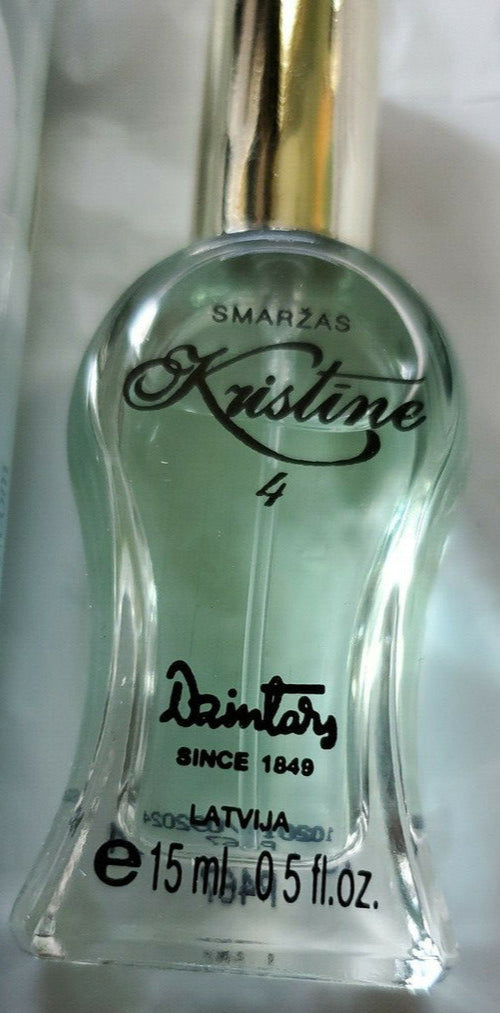 SMARŽAS
Kristīne
4
Dzintars
SINCE 1849
LATVIJA
e 15 ml 0.5 fl.oz.